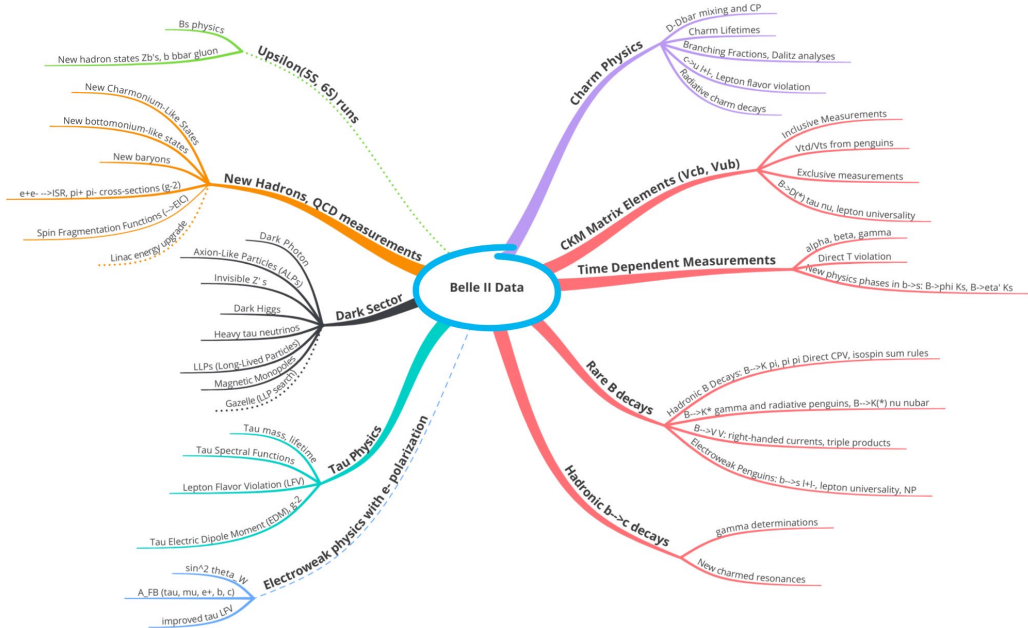 Belle II Data
Charm Physics
D-Dbar mixing and CP
Charm Lifetimes
Branching Fractions, Dalitz analyses
c->u l+l-, Lepton flavor violation
Radiative charm decays
CKM Matrix Elements (Vcb, Vub)
Inclusive Measurements
Vtd/Vts from penguins
Exclusive measurements
B->D(*) tau nu, lepton universality
Time Dependent Measurements
alpha, beta, gamma
Direct T violation
New physics phases in b->s: B->phi Ks, B->eta' Ks
Rare B decays
Hadronic B Decays: B-->K pi, pi pi Direct CPV, isospin sum rules
B-->K* gamma and radiative penguins, B-->K(*) nu nubar
B-->V V: right-handed currents, triple products
Electroweak Penguins: b-->s l+l-, lepton universality, NP
Hadronic b-->c decays
gamma determinations
New charmed resonances
Upsilon(5S, 6S) runs
Bs physics
New hadron states Zb's, b bbar gluon
New Hadrons, QCD measurements
New Charmonium-Like States
New bottomonium-like states
New baryons
e+e- -->ISR, pi+ pi- cross-sections (g-2)
Spin Fragmentation Functions (-->EIC)
Linac energy upgrade
Dark Sector
Dark Photon
Axion-Like Particles (ALPs)
Invisible Z' s
Dark Higgs
Heavy tau neutrinos
LLPs (Long-Lived Particles)
Magnetic Monopoles
Gazelle (LLP search)
Tau Physics
Tau mass, lifetime
Tau Spectral Functions
Lepton Flavor Violation (LFV)
Tau Electric Dipole Moment (EDM), g-2
Electroweak physics with e- polarization
sin^2 theta_W
A_FB (tau, mu, e+, b, c)
improved tau LFV